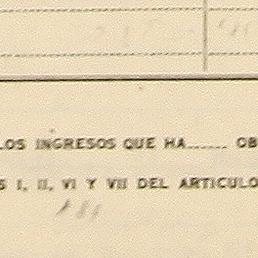 LOS INGRESOS QUE HA...... OB
S I, II, VI Y VII DEL ARTICULO